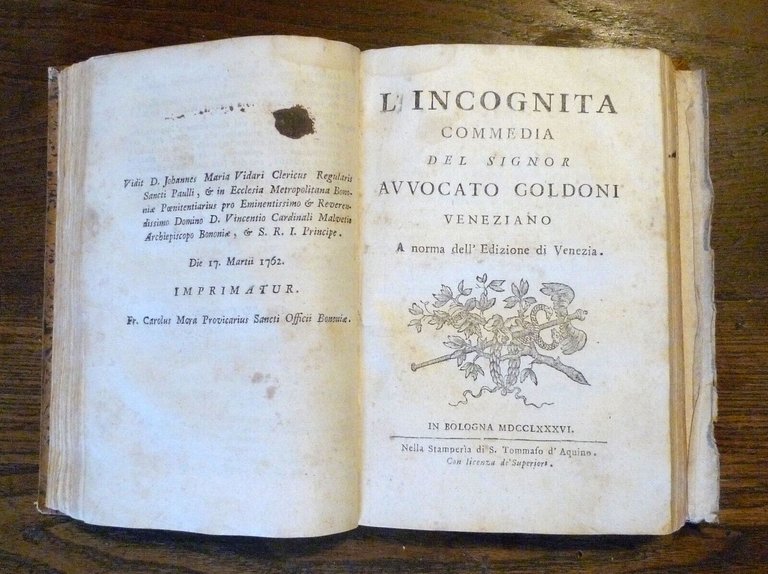 Vidit D. Johannes Maria Vidari Clericus Regularis
Sancti Paulli, & in Ecclesia Metropolitana Bono-
niæ Pœnitentiarius pro Eminentissimo & Reveren-
dissimo Domino D. Vincentio Cardinali Malvetio
Archiepiscopo Bononiæ, & S. R. I. Principe.
Die 17. Martii 1762.
IMPRIMATUR.
Fr. Carolus Mora Provicarius Sancti Officii Bononiæ.
L'INCOGNITA
COMMEDIA
DEL SIGNOR
AVVOCATO GOLDONI
VENEZIANO
A norma dell' Edizione di Venezia.
IN BOLOGNA MDCCLXXXVI.
Nella Stamperìa di S. Tommaso d' Aquino.
Con licenza de' Superiori.